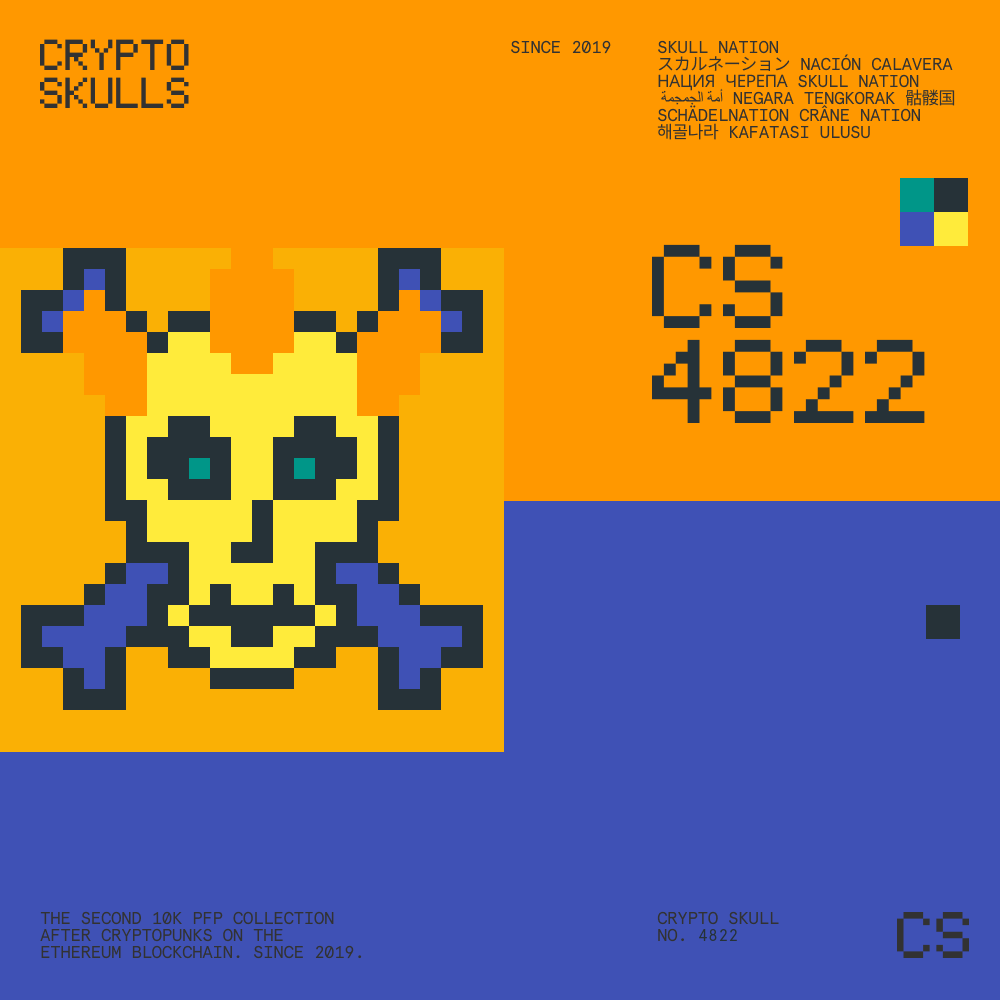 CRYPTO
SKULLS
SINCE 2019
SKULL NATION
スカルネーション NACIÓN CALAVERA
НАЦИЯ ЧЕРЕПА SKULL NATION
أمة الجمجمة NEGARA TENGKORAK 骷髅国
SCHÄDELNATION CRÂNE NATION
해골나라 KAFATASI ULUSU
CS
4822
THE SECOND 10K PFP COLLECTION
AFTER CRYPTOPUNKS ON THE
ETHEREUM BLOCKCHAIN. SINCE 2019.
CRYPTO SKULL
NO. 4822
CS